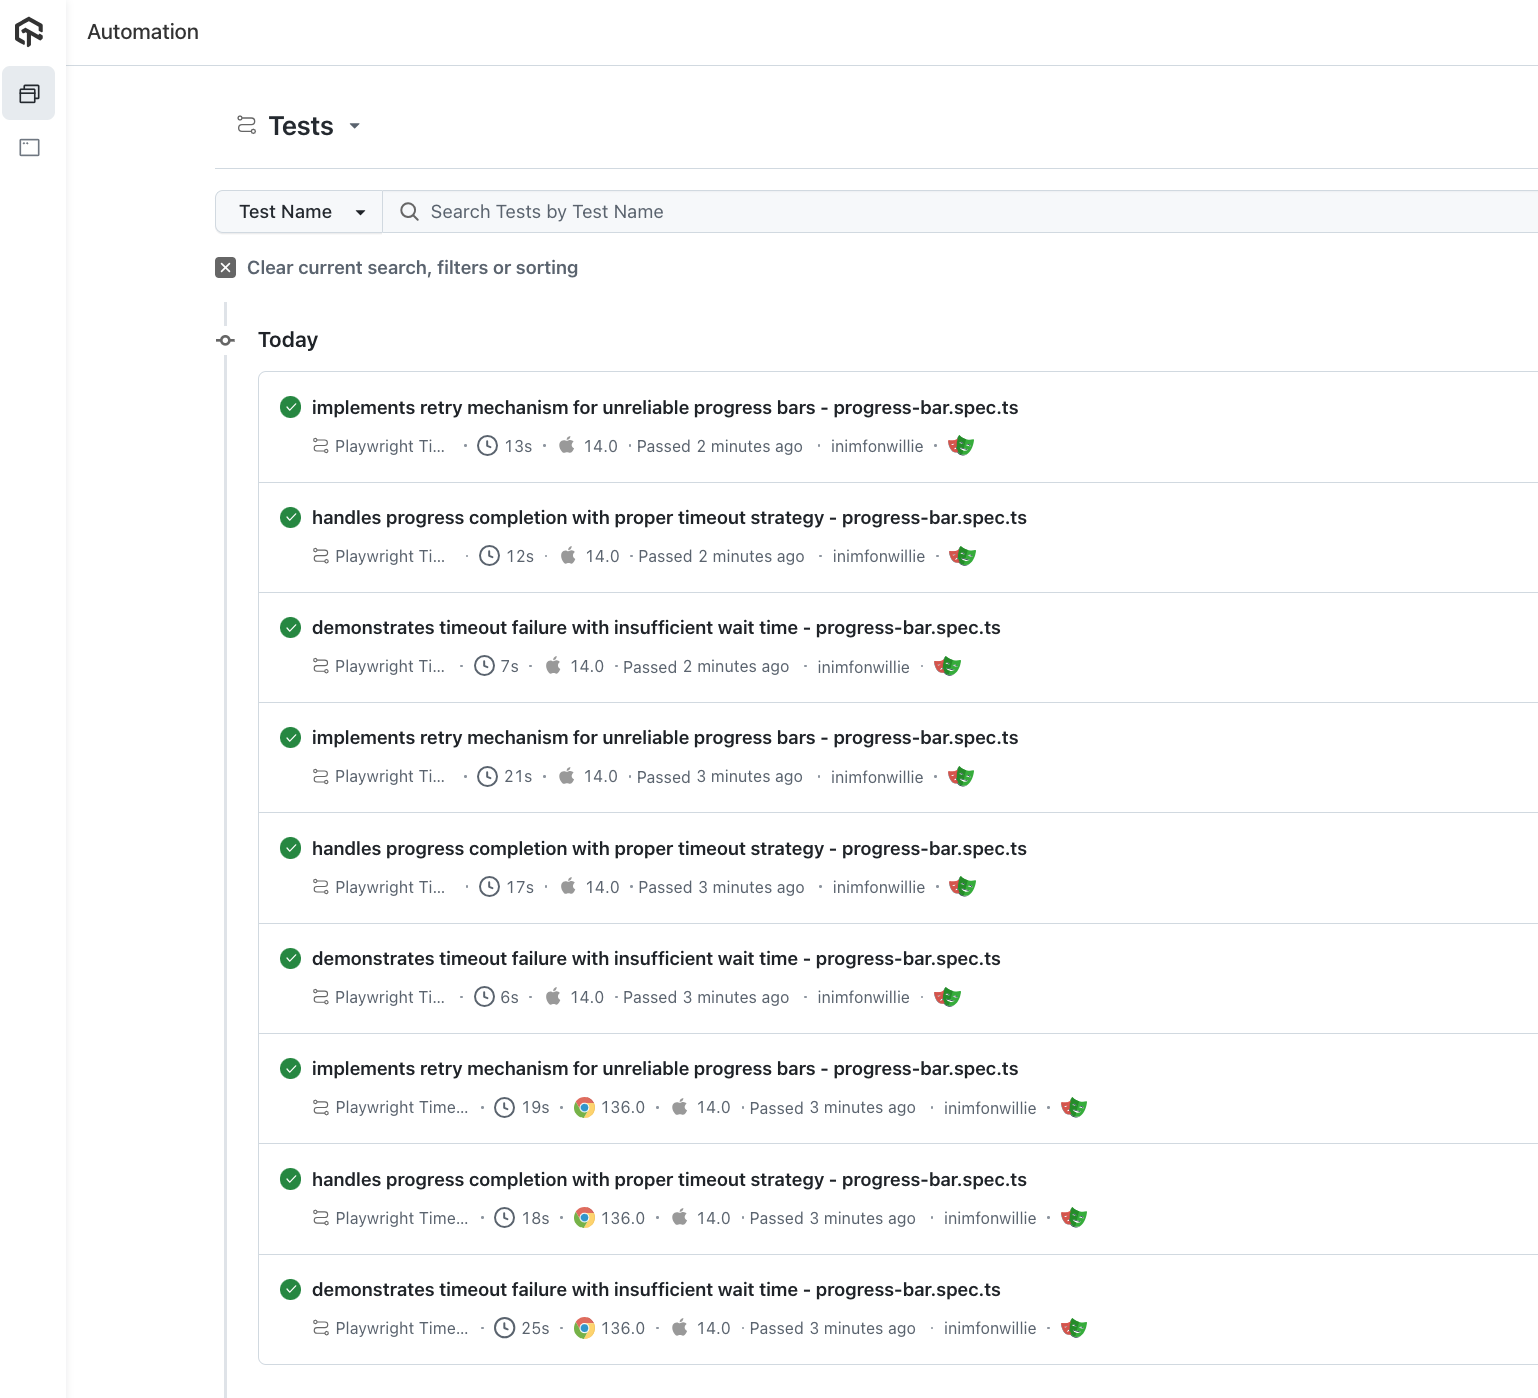 Automation
Tests
Test Name
Search Tests by Test Name
Clear current search, filters or sorting
Today
implements retry mechanism for unreliable progress bars - progress-bar.spec.ts
Playwright Ti... · 13s · 14.0 · Passed 2 minutes ago · inimfonwillie ·
handles progress completion with proper timeout strategy - progress-bar.spec.ts
Playwright Ti... · 12s · 14.0 · Passed 2 minutes ago · inimfonwillie ·
demonstrates timeout failure with insufficient wait time - progress-bar.spec.ts
Playwright Ti... · 7s · 14.0 · Passed 2 minutes ago · inimfonwillie ·
implements retry mechanism for unreliable progress bars - progress-bar.spec.ts
Playwright Ti... · 21s · 14.0 · Passed 3 minutes ago · inimfonwillie ·
handles progress completion with proper timeout strategy - progress-bar.spec.ts
Playwright Ti... · 17s · 14.0 · Passed 3 minutes ago · inimfonwillie ·
demonstrates timeout failure with insufficient wait time - progress-bar.spec.ts
Playwright Ti... · 6s · 14.0 · Passed 3 minutes ago · inimfonwillie ·
implements retry mechanism for unreliable progress bars - progress-bar.spec.ts
Playwright Time... · 19s · 136.0 · 14.0 · Passed 3 minutes ago · inimfonwillie ·
handles progress completion with proper timeout strategy - progress-bar.spec.ts
Playwright Time... · 18s · 136.0 · 14.0 · Passed 3 minutes ago · inimfonwillie ·
demonstrates timeout failure with insufficient wait time - progress-bar.spec.ts
Playwright Time... · 25s · 136.0 · 14.0 · Passed 3 minutes ago · inimfonwillie ·